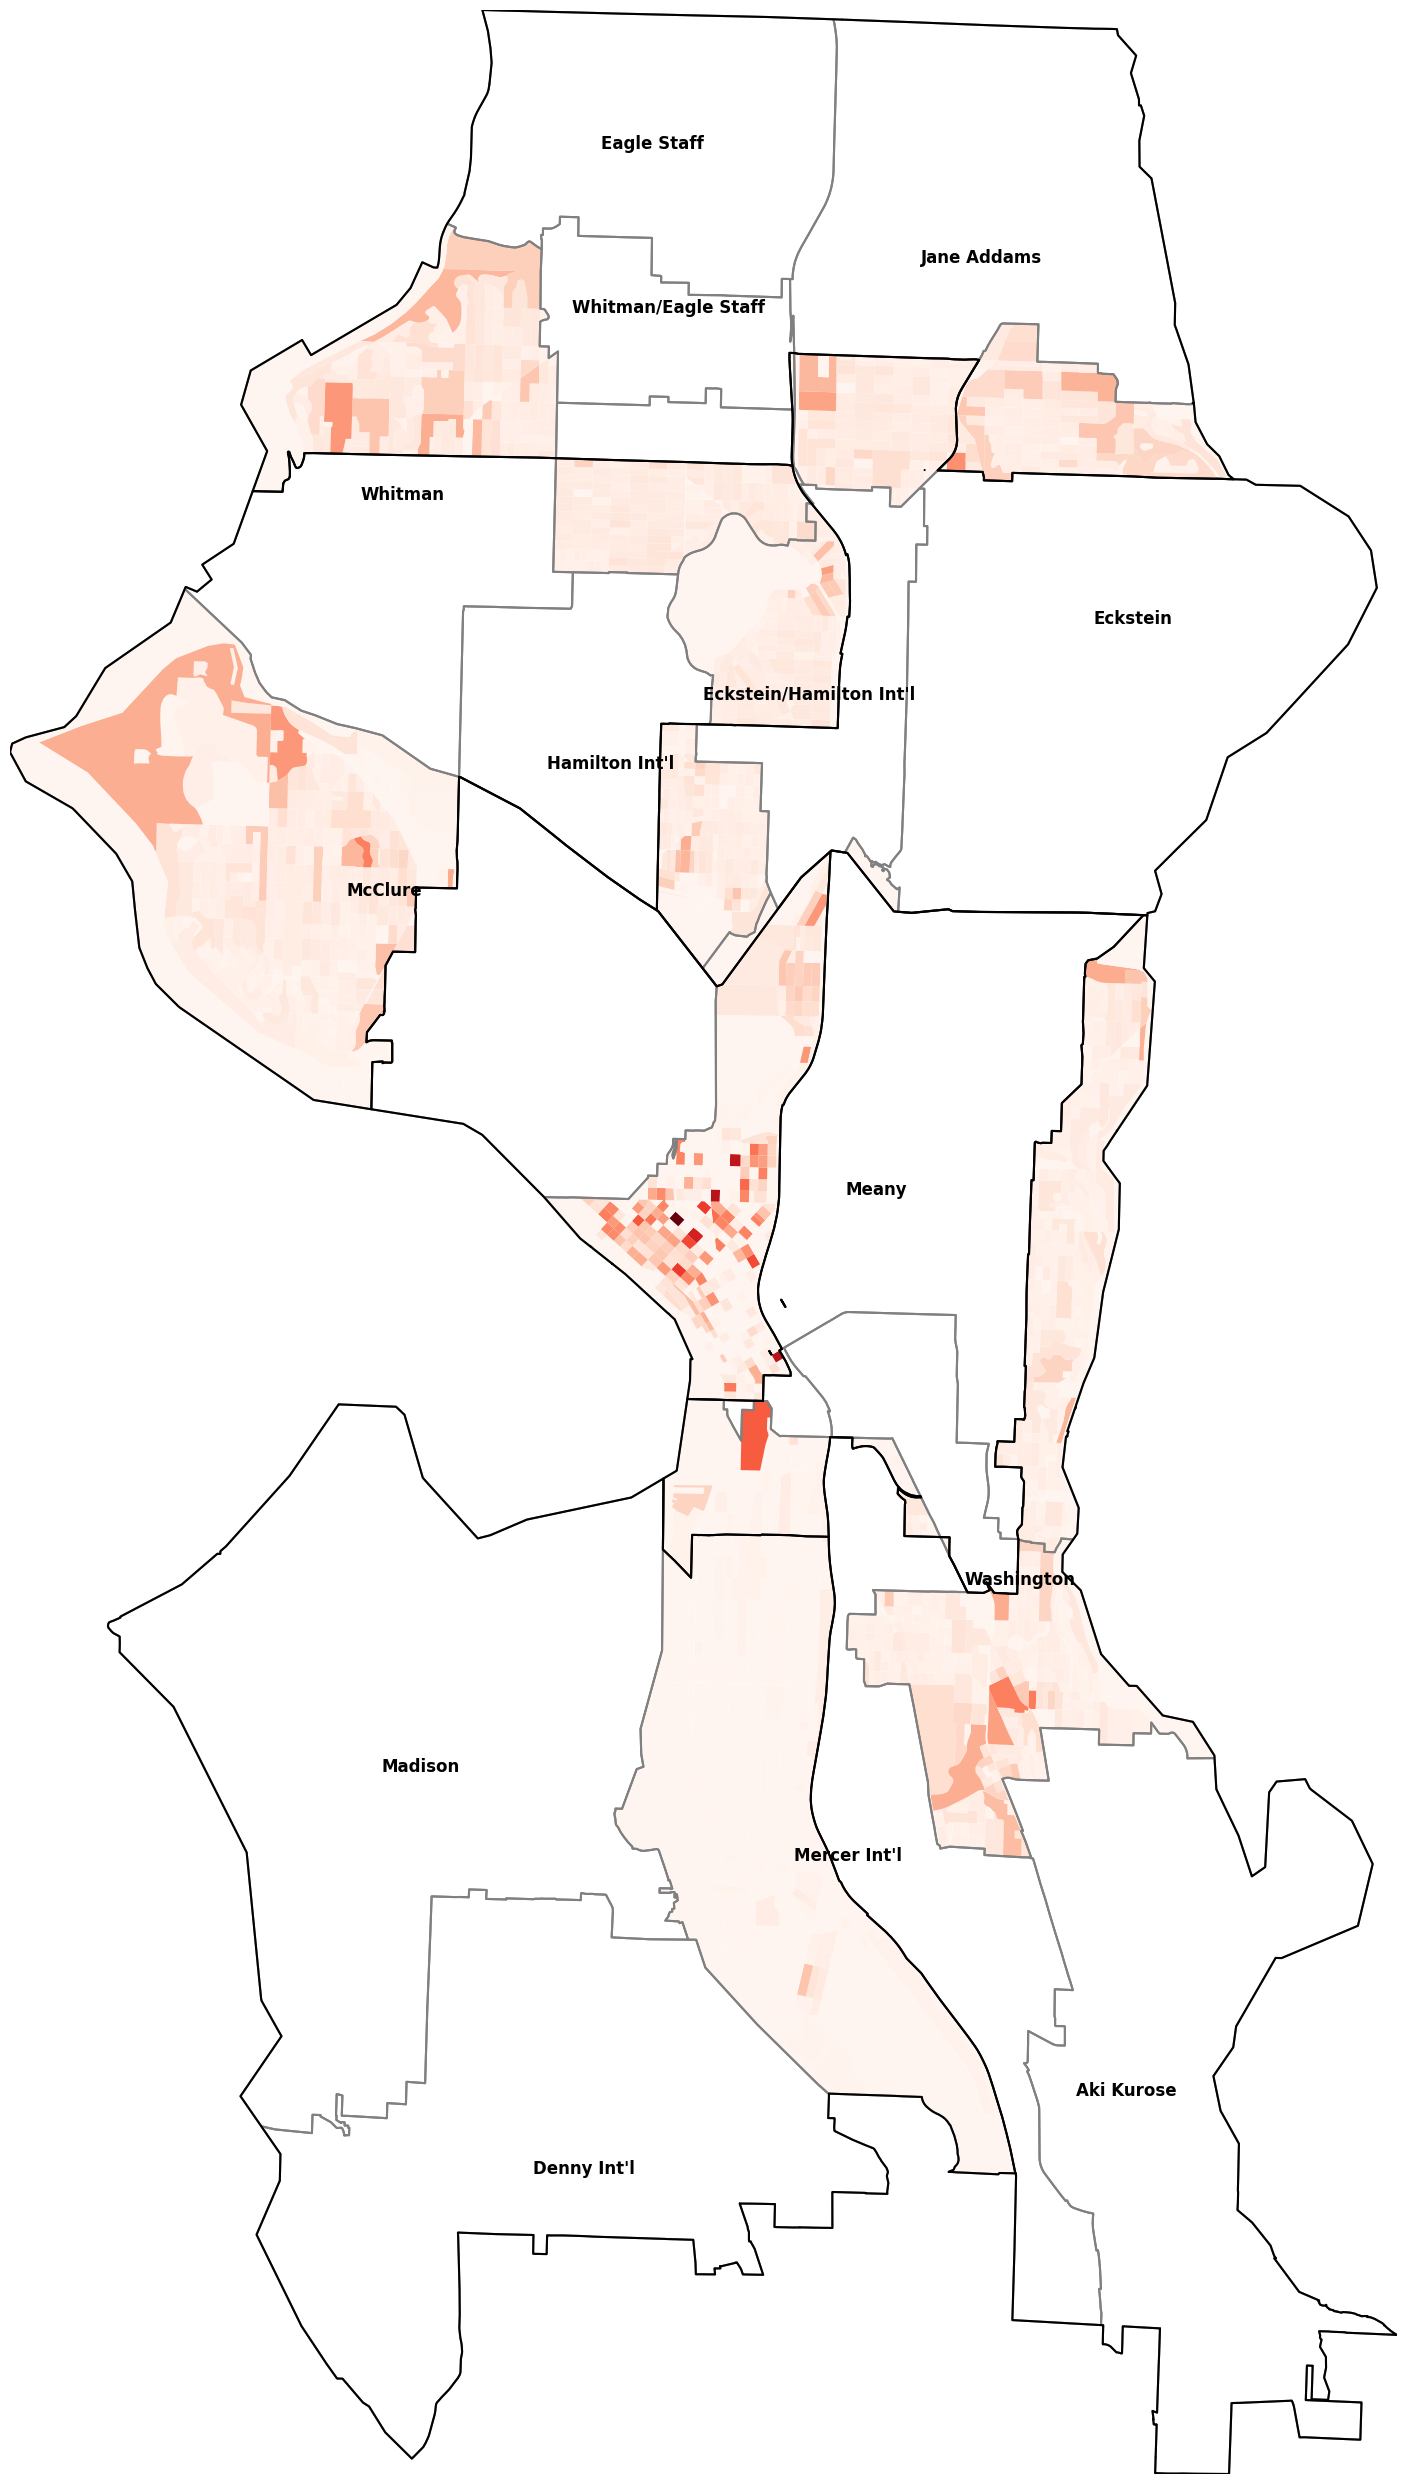 Eagle Staff
Jane Addams
Whitman/Eagle Staff
Whitman
Eckstein
Eckstein/Hamilton Int'l
Hamilton Int'l
McClure
Meany
Washington
Madison
Mercer Int'l
Aki Kurose
Denny Int'l